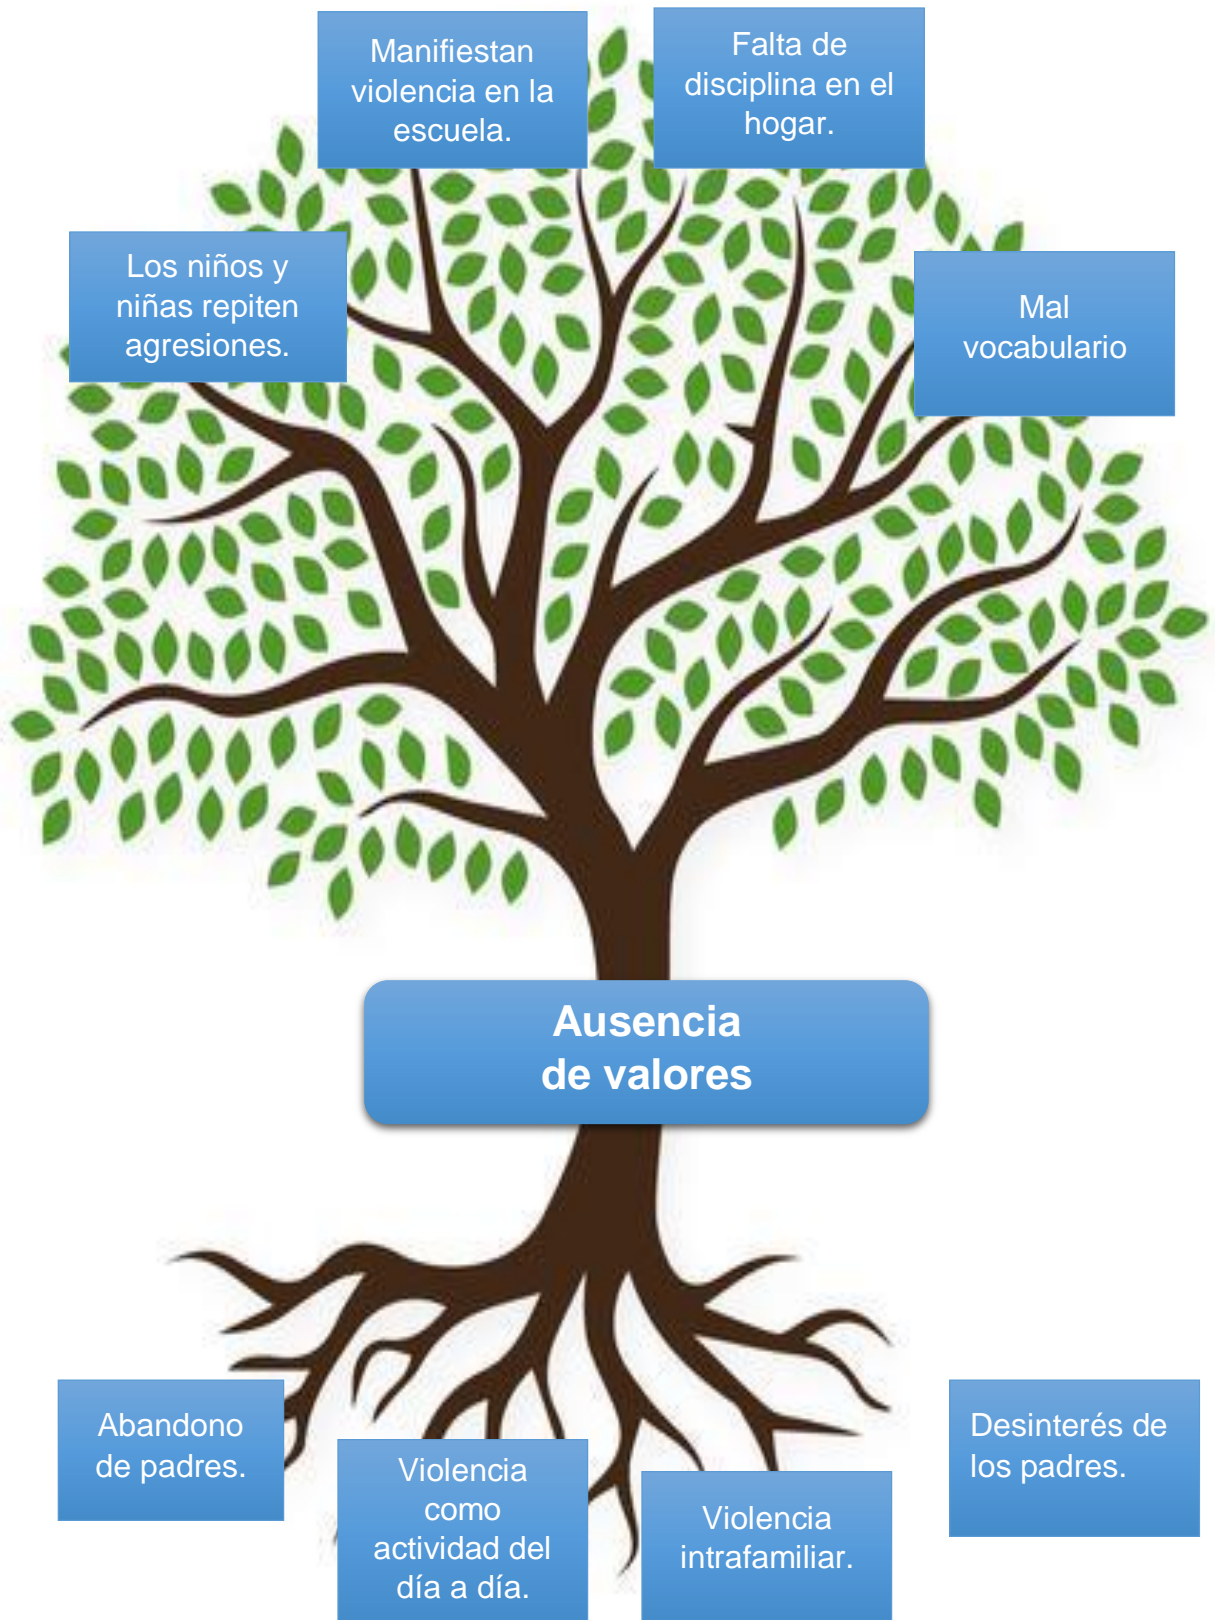 Manifiestan
violencia en la
escuela.
Falta de
disciplina en el
hogar.
Los niños y
niñas repiten
agresiones.
Mal
vocabulario
Ausencia
de valores
Abandono
de padres.
Violencia
como
actividad del
día a día.
Violencia
intrafamiliar.
Desinterés de
los padres.